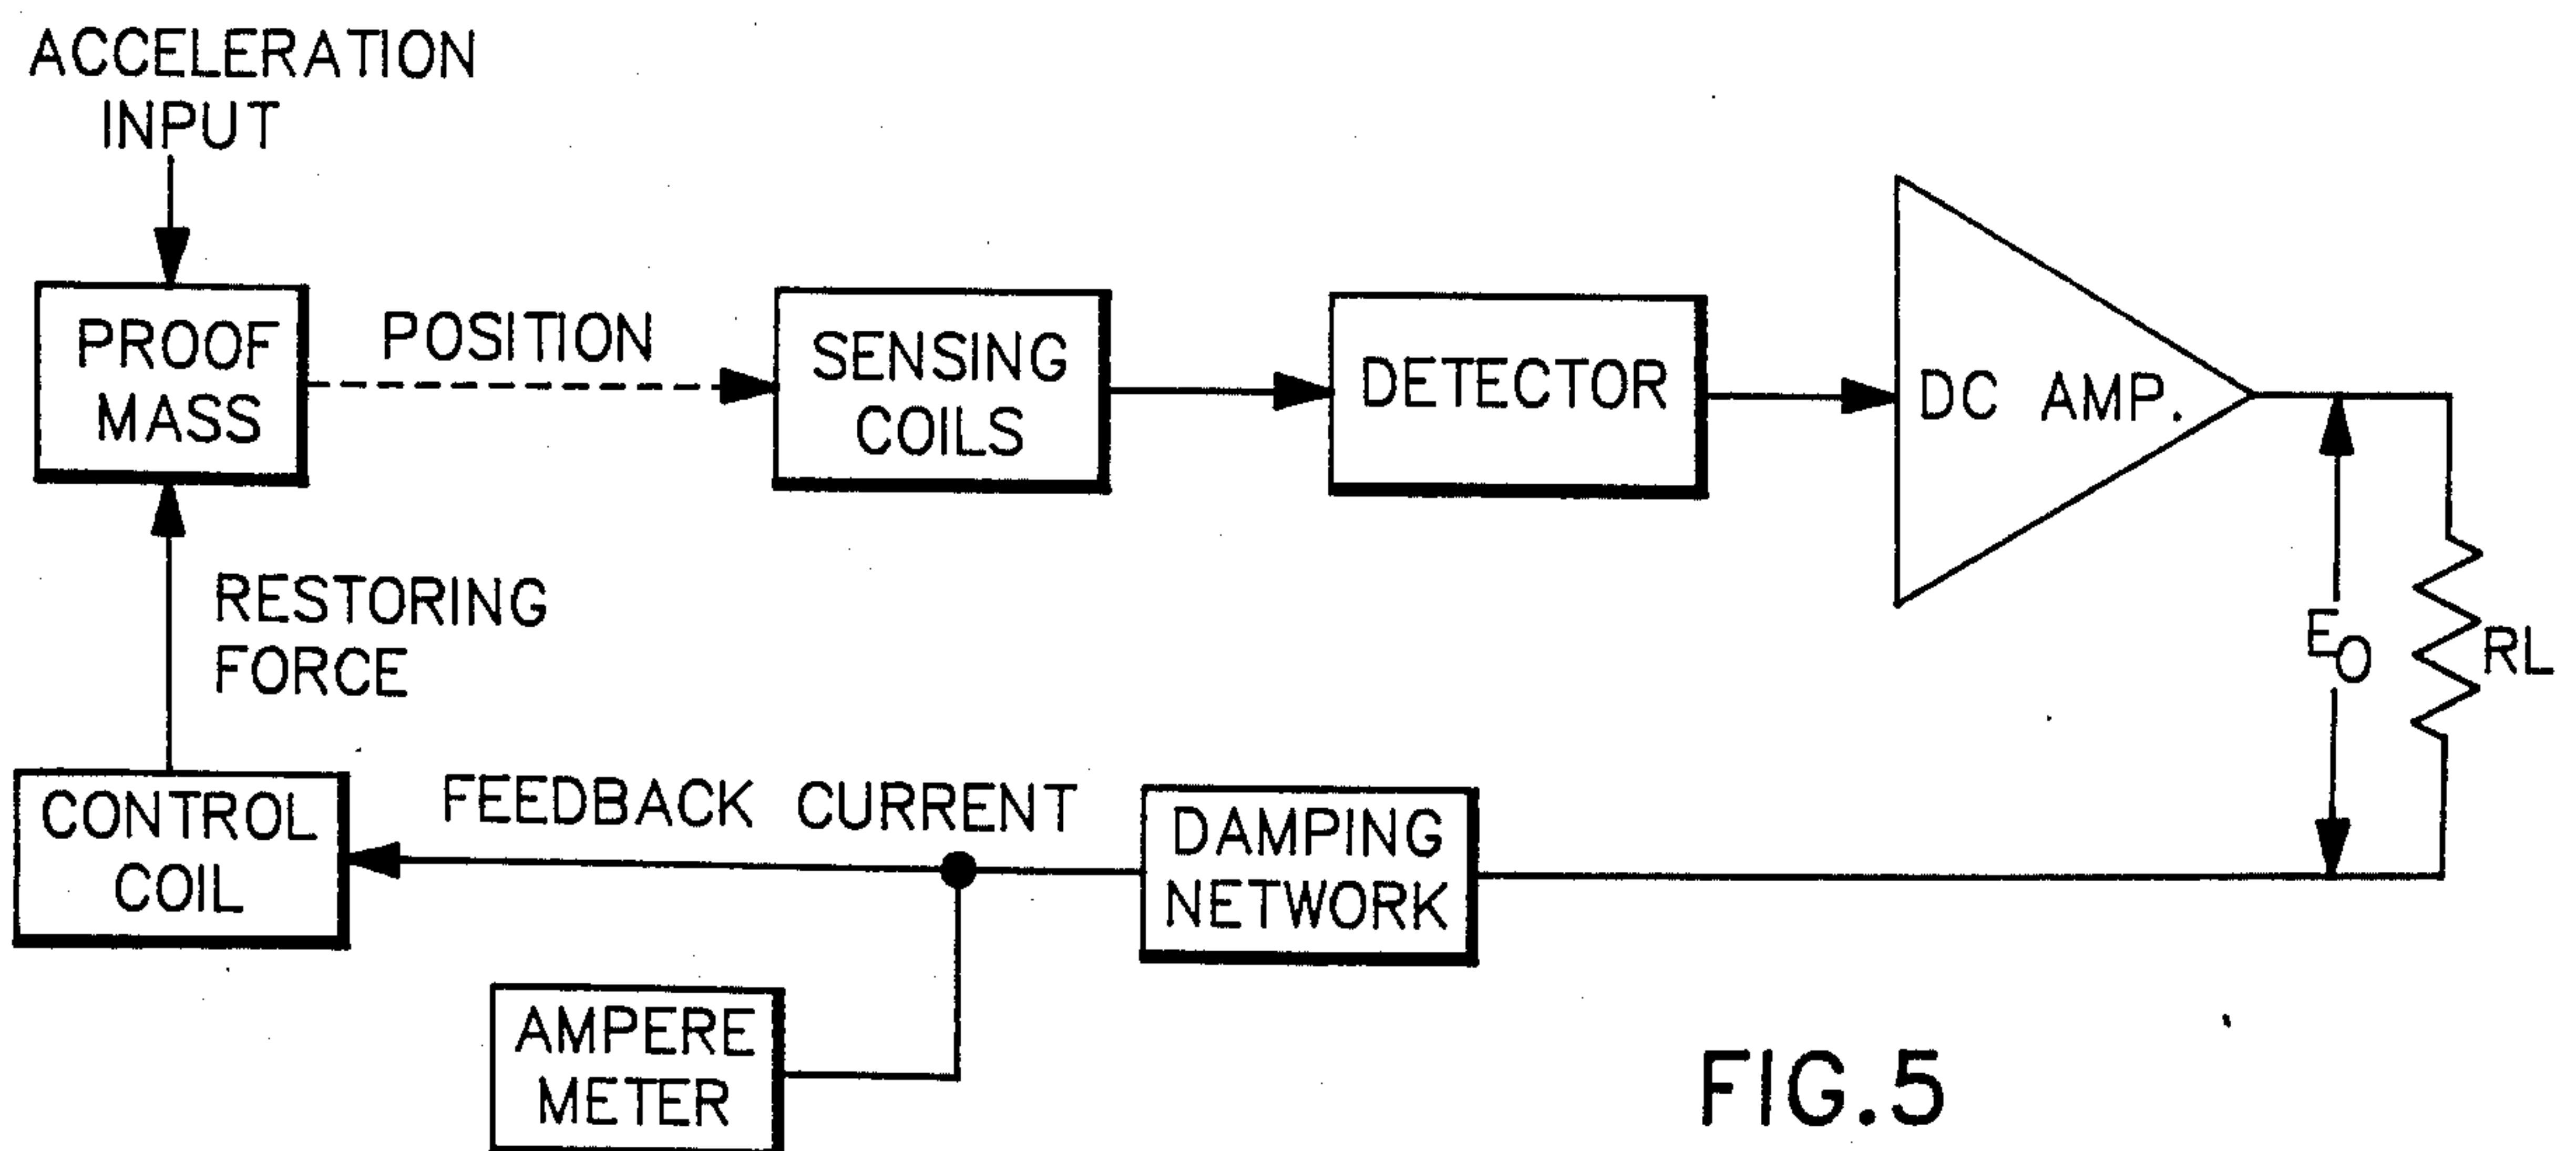 ACCELERATION
INPUT
PROOF
MASS
POSITION
SENSING
COILS
DETECTOR
DC AMP.
RESTORING
FORCE
EO
RL
CONTROL
COIL
FEEDBACK CURRENT
DAMPING
NETWORK
AMPERE
METER
FIG.5